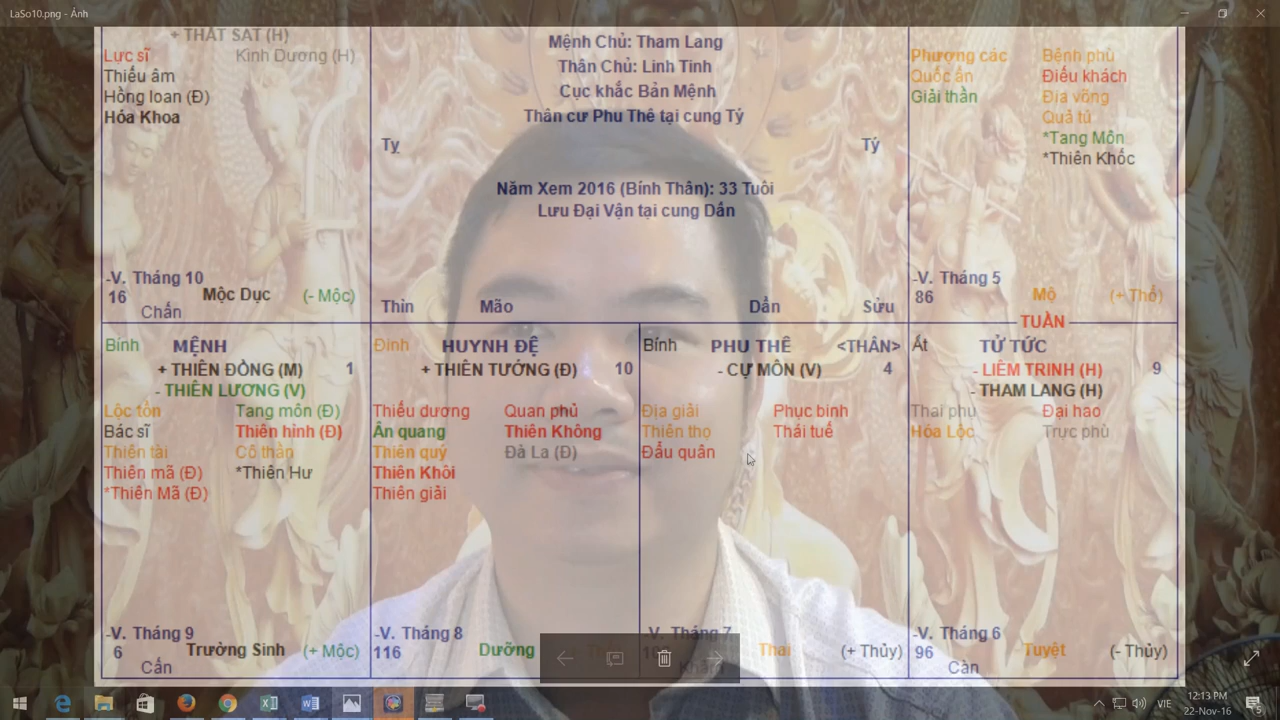 LaSo10.png - Ảnh
+ THẤT SÁT (H)
Lực sĩ
Kình Dương (H)
Thiếu âm
Hồng loan (Đ)
Hóa Khoa
-V. Tháng 10
16
Mộc Dục
(- Mộc)
Chấn
Mệnh Chủ: Tham Lang
Thân Chủ: Linh Tinh
Cục khắc Bản Mệnh
Thân cư Phu Thê tại cung Tý
Tỵ
Tý
Năm Xem 2016 (Bính Thân): 33 Tuổi
Lưu Đại Vận tại cung Dần
Thìn
Mão
Dần
Sửu
Phượng các
Bệnh phù
Quốc ấn
Điếu khách
Giải thần
Địa võng
Quả tú
*Tang Môn
*Thiên Khốc
-V. Tháng 5
86
Mộ
(+ Thổ)
TUẦN
Bính
MỆNH
+ THIÊN ĐỒNG (M)
1
- THIÊN LƯƠNG (V)
Lộc tồn
Tang môn (Đ)
Bác sĩ
Thiên hình (Đ)
Thiên tài
Cô thần
Thiên mã (Đ)
*Thiên Hư
*Thiên Mã (Đ)
-V. Tháng 9
6
Trường Sinh
(+ Mộc)
Cấn
Đinh
HUYNH ĐỆ
+ THIÊN TƯỚNG (Đ)
10
Thiếu dương
Quan phủ
Ân quang
Thiên Không
Thiên quý
Đà La (Đ)
Thiên Khôi
Thiên giải
-V. Tháng 8
116
Dưỡng
Bính
PHU THÊ
<THÂN>
- CỰ MÔN (V)
4
Địa giải
Phục binh
Thiên thọ
Thái tuế
Đẩu quân
-V. Tháng 7
Thai
(+ Thủy)
Ất
TỬ TỨC
- LIÊM TRINH (H)
9
- THAM LANG (H)
Thai phụ
Đại hao
Hóa Lộc
Trực phù
-V. Tháng 6
96
Tuyệt
(- Thủy)
Càn
VIE
12:13 PM
22-Nov-16
5